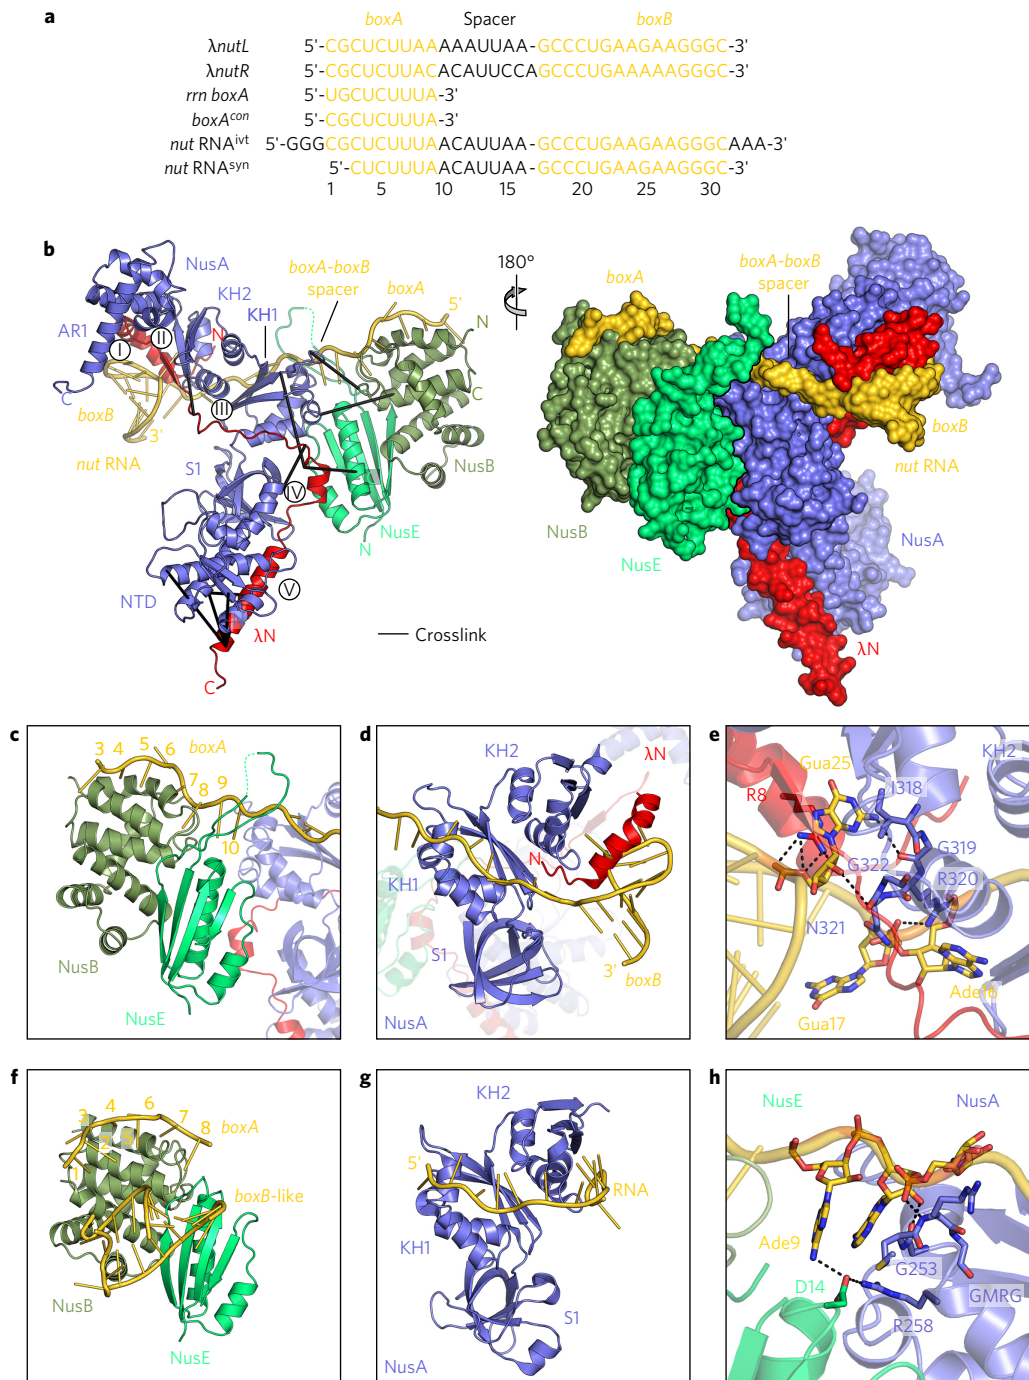 a
boxA Spacer boxB
λnutL 5'-CGCUCUUAAAAAUUAA-GCCCUGAAGAAGGGC-3'
λnutR 5'-CGCUCUUACACAUUCCAGCCCUGAAAAAGGGC-3'
rrn boxA 5'-UGCUCUUUA-3'
boxAcon 5'-CGCUCUUUA-3'
nut RNAivt 5'-GGGCGCUCUUUAACAUUAA-GCCCUGAAGAAGGGCAAA-3'
nut RNAsyn 5'-CUCUUUAACAUUAA-GCCCUGAAGAAGGGC-3'
1 5 10 15 20 25 30
b
NusA
KH2
KH1
boxA-boxB
spacer
boxA
5'
N
AR1
I
II
N
C
III
C
boxB
3'
nut RNA
S1
IV
C
NusB
NusE
N
NTD
V
λN
C
Crosslink
180°
boxA
boxA-boxB
spacer
boxB
nut RNA
NusB
NusE
NusA
λN
c
3 4 5 6 boxA
7
8
9
10
NusB
NusE
d
KH2
λN
N
KH1
S1
3'
boxB
NusA
e
Gua25
KH2
R8
I318
G319
G322
R320
N321
Ade16
Gua17
f
3 4 6
7
8 boxA
2 5
1
boxB-like
NusB
NusE
g
KH2
5'
RNA
KH1
S1
NusA
h
NusE
NusA
Ade9
G253
D14
GMRG
R258